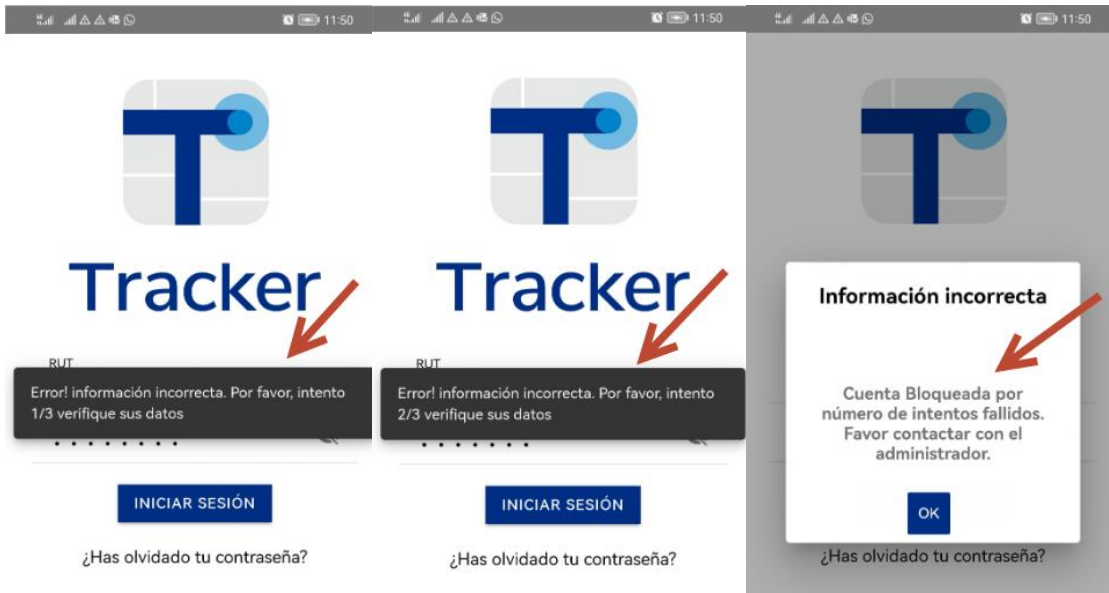 11:50
T
Tracker
RUT
Error! información incorrecta. Por favor, intento
1/3 verifique sus datos
INICIAR SESIÓN
¿Has olvidado tu contraseña?
11:50
T
Tracker
RUT
Error! información incorrecta. Por favor, intento
2/3 verifique sus datos
INICIAR SESIÓN
¿Has olvidado tu contraseña?
11:50
Información incorrecta
Cuenta Bloqueada por
número de intentos fallidos.
Favor contactar con el
administrador.
OK
¿Has olvidado tu contraseña?